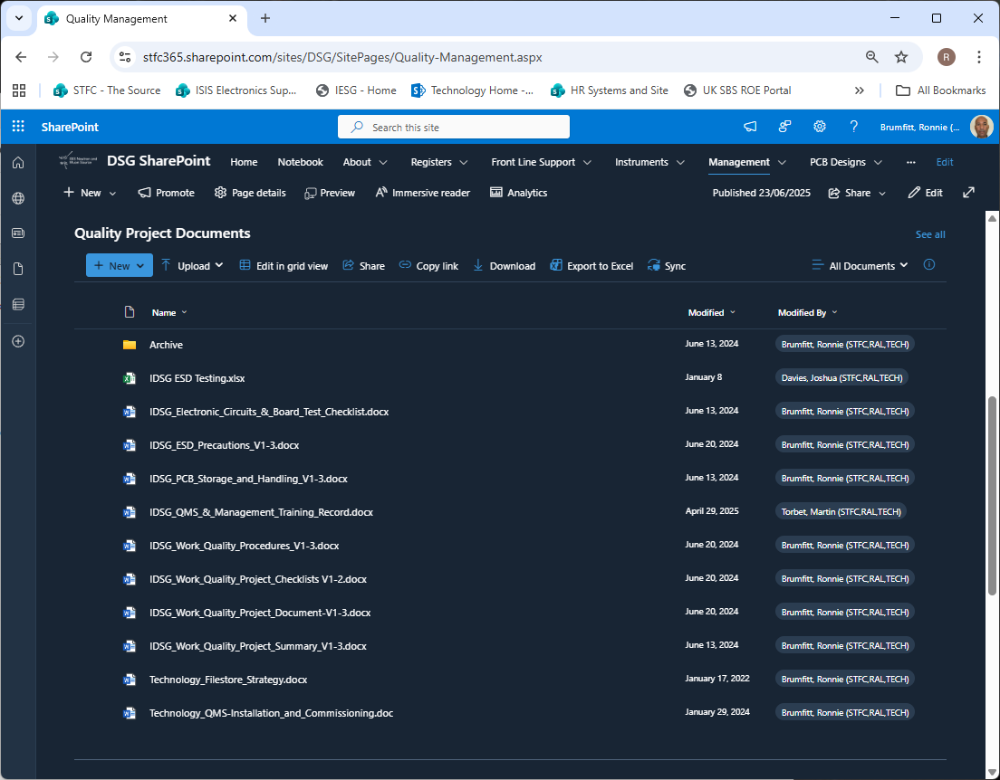 Quality Management
stfc365.sharepoint.com/sites/DSG/SitePages/Quality-Management.aspx
R
STFC - The Source
ISIS Electronics Sup...
IESG - Home
Technology Home -...
HR Systems and Site
UK SBS ROE Portal
All Bookmarks
SharePoint
Search this site
Brumfitt, Ronnie (...
DSG SharePoint
Home
Notebook
About
Registers
Front Line Support
Instruments
Management
PCB Designs
Edit
New
Promote
Page details
Preview
Immersive reader
Analytics
Published 23/06/2025
Share
Edit
Quality Project Documents
See all
New
Upload
Edit in grid view
Share
Copy link
Download
Export to Excel
Sync
All Documents
Name Modified Modified By
Archive June 13, 2024 Brumfitt, Ronnie (STFC,RAL,TECH)
IDSG ESD Testing.xlsx January 8 Davies, Joshua (STFC,RAL,TECH)
IDSG_Electronic_Circuits_&_Board_Test_Checklist.docx June 13, 2024 Brumfitt, Ronnie (STFC,RAL,TECH)
IDSG_ESD_Precautions_V1-3.docx June 20, 2024 Brumfitt, Ronnie (STFC,RAL,TECH)
IDSG_PCB_Storage_and_Handling_V1-3.docx June 13, 2024 Brumfitt, Ronnie (STFC,RAL,TECH)
IDSG_QMS_&_Management_Training_Record.docx April 29, 2025 Torbet, Martin (STFC,RAL,TECH)
IDSG_Work_Quality_Procedures_V1-3.docx June 20, 2024 Brumfitt, Ronnie (STFC,RAL,TECH)
IDSG_Work_Quality_Project_Checklists V1-2.docx June 20, 2024 Brumfitt, Ronnie (STFC,RAL,TECH)
IDSG_Work_Quality_Project_Document-V1-3.docx June 20, 2024 Brumfitt, Ronnie (STFC,RAL,TECH)
IDSG_Work_Quality_Project_Summary_V1-3.docx June 13, 2024 Brumfitt, Ronnie (STFC,RAL,TECH)
Technology_Filestore_Strategy.docx January 17, 2022 Brumfitt, Ronnie (STFC,RAL,TECH)
Technology_QMS-Installation_and_Commissioning.doc January 29, 2024 Brumfitt, Ronnie (STFC,RAL,TECH)